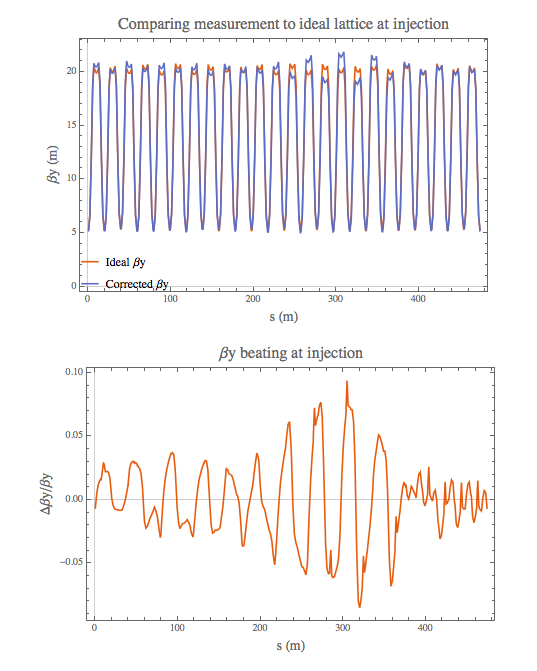 Comparing measurement to ideal lattice at injection
20
15
10
5
0
βy (m)
Ideal βy
Corrected βy
0 100 200 300 400
s (m)
βy beating at injection
0.10
0.05
0.00
−0.05
Δβy/βy
0 100 200 300 400
s (m)